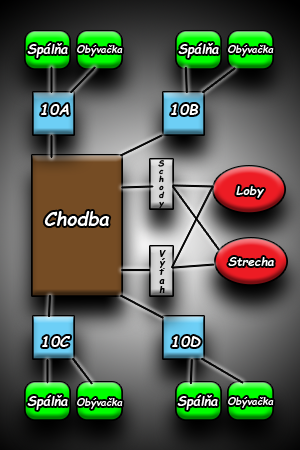 Spálňa Obývačka Spálňa Obývačka
10A 10B
Schody
Chodba
Loby
Výťah
Strecha
10C 10D
Spálňa Obývačka Spálňa Obývačka